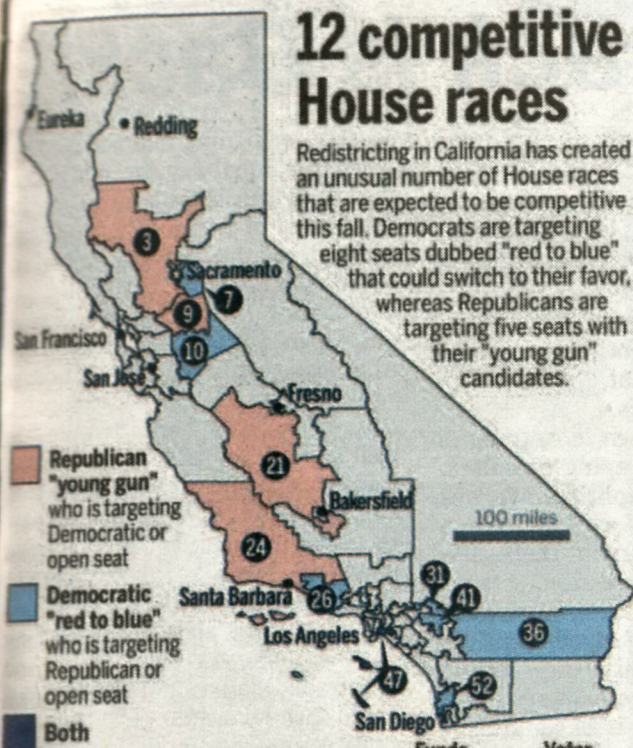 12 competitive
House races
Redistricting in California has created
an unusual number of House races
that are expected to be competitive
this fall. Democrats are targeting
eight seats dubbed "red to blue"
that could switch to their favor,
whereas Republicans are
targeting five seats with
their "young gun"
candidates.
Eureka
Redding
3
Sacramento
7
9
San Francisco
10
San Jose
Fresno
21
Bakersfield
24
100 miles
Santa Barbara
26
31
41
36
Los Angeles
47
52
San Diego
Republican
"young gun"
who is targeting
Democratic or
open seat
Democratic
"red to blue"
who is targeting
Republican or
open seat
Both